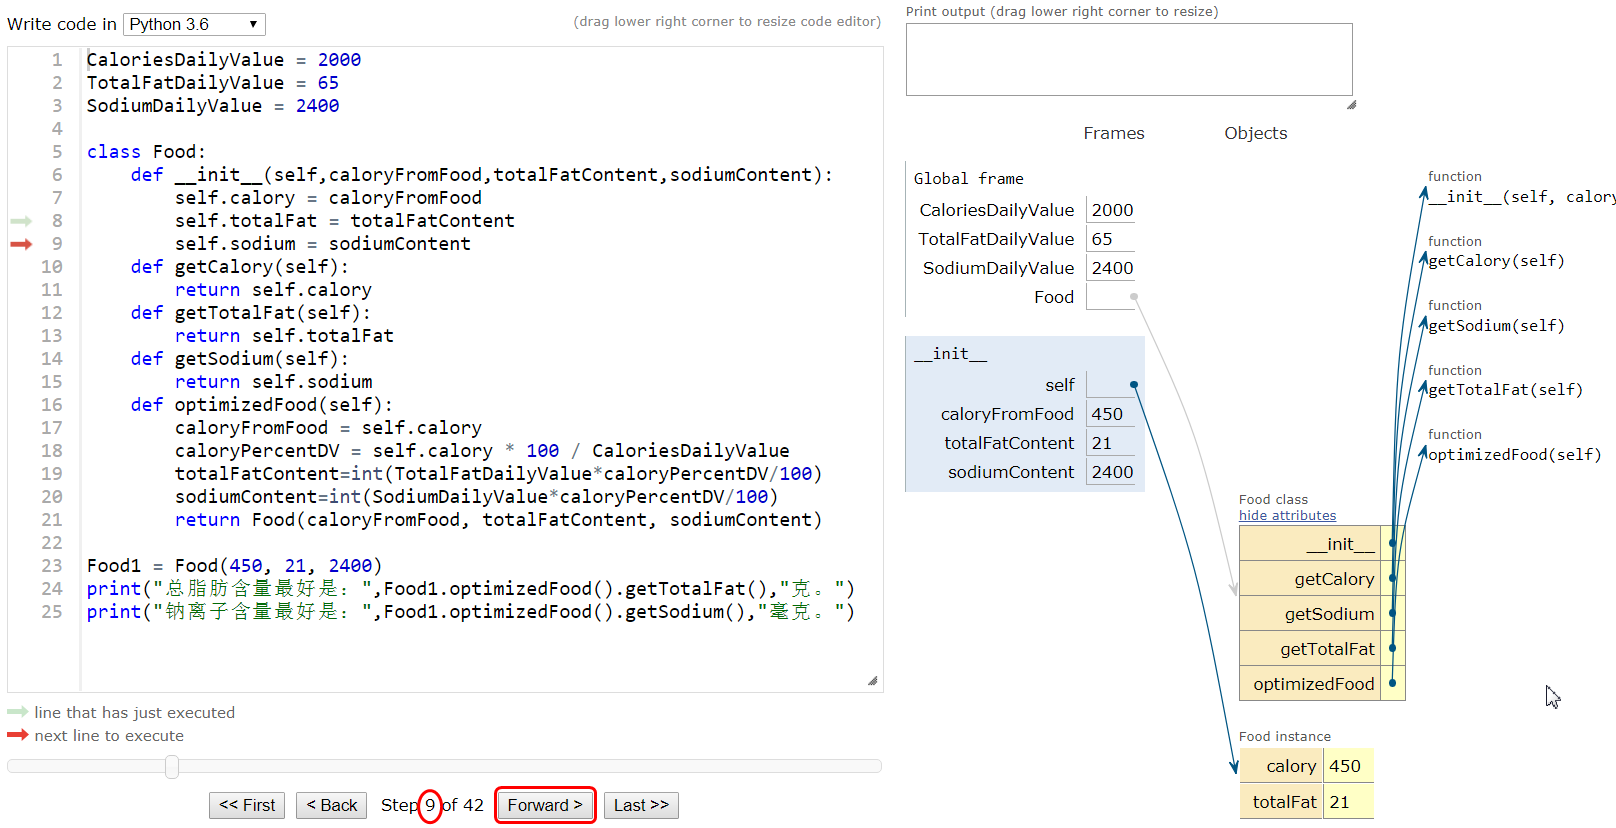 Write code in Python 3.6
(drag lower right corner to resize code editor)
1 CaloriesDailyValue = 2000
2 TotalFatDailyValue = 65
3 SodiumDailyValue = 2400
4
5 class Food:
6     def __init__(self,caloryFromFood,totalFatContent,sodiumContent):
7         self.calory = caloryFromFood
8         self.totalFat = totalFatContent
9         self.sodium = sodiumContent
10     def getCalory(self):
11         return self.calory
12     def getTotalFat(self):
13         return self.totalFat
14     def getSodium(self):
15         return self.sodium
16     def optimizedFood(self):
17         caloryFromFood = self.calory
18         caloryPercentDV = self.calory * 100 / CaloriesDailyValue
19         totalFatContent=int(TotalFatDailyValue*caloryPercentDV/100)
20         sodiumContent=int(SodiumDailyValue*caloryPercentDV/100)
21         return Food(caloryFromFood, totalFatContent, sodiumContent)
22
23 Food1 = Food(450, 21, 2400)
24 print("总脂肪含量最好是：",Food1.optimizedFood().getTotalFat(),"克。")
25 print("钠离子含量最好是：",Food1.optimizedFood().getSodium(),"毫克。")
line that has just executed
next line to execute
<< First
< Back
Step 9 of 42
Forward >
Last >>
Print output (drag lower right corner to resize)
Frames
Objects
Global frame
CaloriesDailyValue 2000
TotalFatDailyValue 65
SodiumDailyValue 2400
Food
__init__
self
caloryFromFood 450
totalFatContent 21
sodiumContent 2400
function
__init__(self, calory
function
getCalory(self)
function
getSodium(self)
function
getTotalFat(self)
function
optimizedFood(self)
Food class
hide attributes
__init__
getCalory
getSodium
getTotalFat
optimizedFood
Food instance
calory 450
totalFat 21